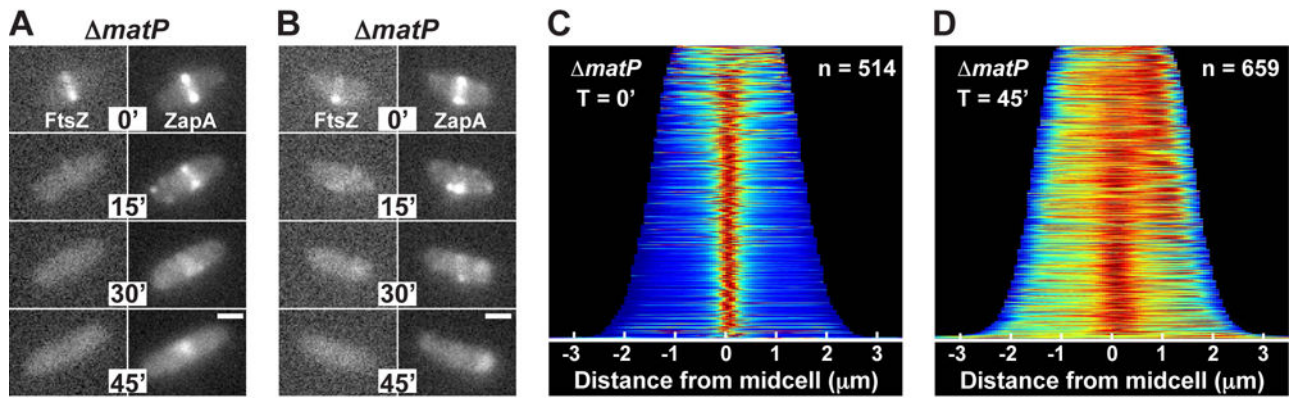 A
ΔmatP
FtsZ
0'
ZapA
15'
30'
45'
B
ΔmatP
FtsZ
0'
ZapA
15'
30'
45'
C
ΔmatP
T = 0'
n = 514
-3 -2 -1 0 1 2 3
Distance from midcell (μm)
D
ΔmatP
T = 45'
n = 659
-3 -2 -1 0 1 2 3
Distance from midcell (μm)